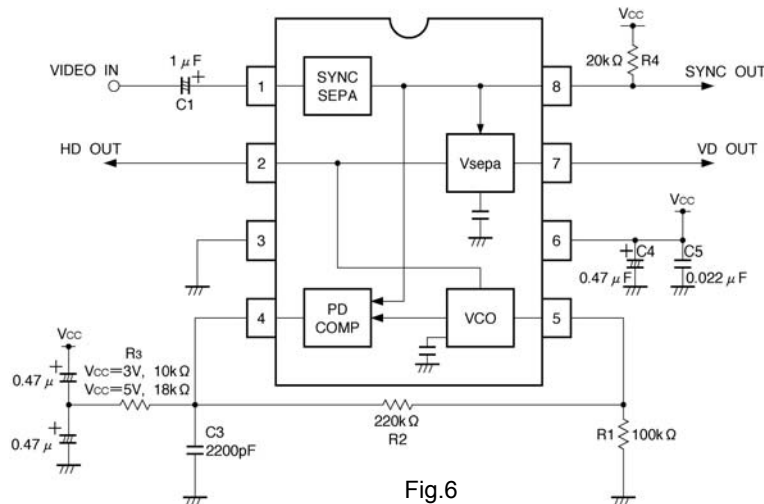 Vcc
1 μF
VIDEO IN
C1
1
SYNC
SEPA
8
20kΩ
R4
SYNC OUT
HD OUT
2
Vsepa
7
VD OUT
3
6
Vcc
C4
0.47 μF
C5
0.022 μF
4
PD
COMP
VCO
5
Vcc
0.47 μ
0.47 μ
R3
Vcc=3V, 10kΩ
Vcc=5V, 18kΩ
C3
2200pF
220kΩ
R2
R1
100kΩ
Fig.6